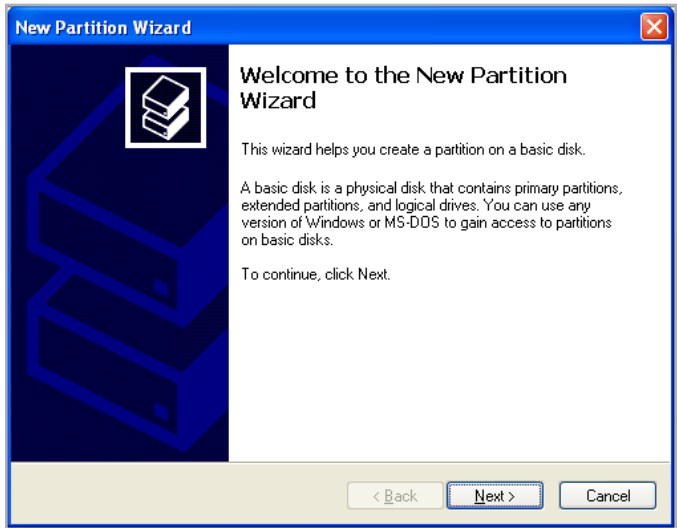 New Partition Wizard
Welcome to the New Partition
Wizard
This wizard helps you create a partition on a basic disk.
A basic disk is a physical disk that contains primary partitions,
extended partitions, and logical drives. You can use any
version of Windows or MS-DOS to gain access to partitions
on basic disks.
To continue, click Next.
< Back
Next >
Cancel